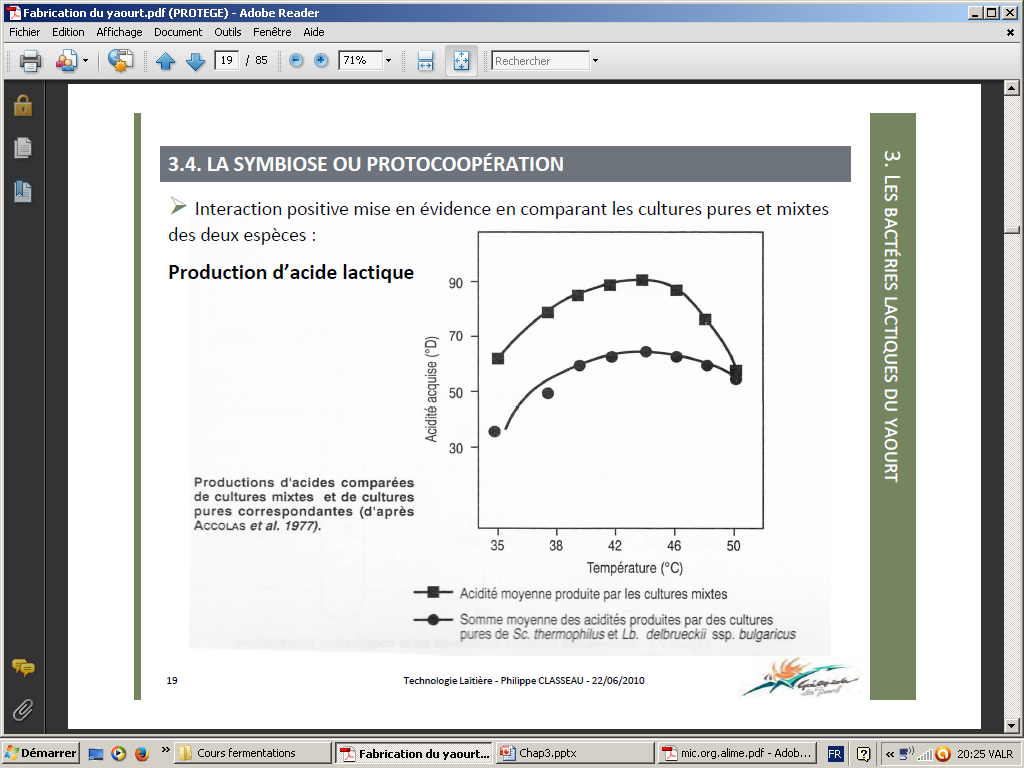 Fabrication du yaourt.pdf (PROTEGE) - Adobe Reader
Fichier Edition Affichage Document Outils Fenêtre Aide
19 / 85 71% Rechercher
3.4. LA SYMBIOSE OU PROTOCOOPÉRATION
Interaction positive mise en évidence en comparant les cultures pures et mixtes
des deux espèces :
Production d'acide lactique
Productions d'acides comparées
de cultures mixtes et de cultures
pures correspondantes (d'après
ACCOLAS et al. 1977).
Acidité acquise (°D)
90
70
50
30
35 38 42 46 50
Température (°C)
Acidité moyenne produite par les cultures mixtes
Somme moyenne des acidités produites par des cultures
pures de Sc. thermophilus et Lb. delbrueckii ssp. bulgaricus
3. LES BACTÉRIES LACTIQUES DU YAOURT
19
Technologie Laitière - Philippe CLASSEAU - 22/06/2010
Démarrer » Cours fermentations Fabrication du yaourt... Chap3.pptx mic.org.alime.pdf - Adob... FR « 20:25 VALR